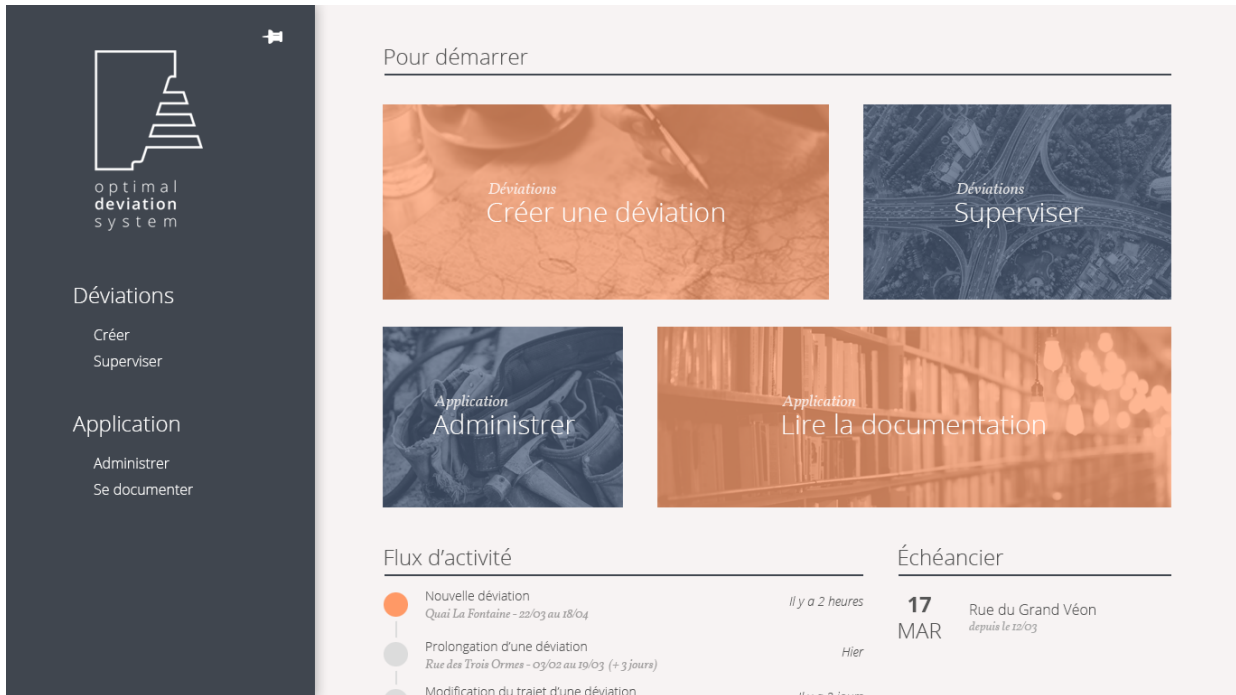 optimal
deviation
system
Déviations
Créer
Superviser
Application
Administrer
Se documenter
Pour démarrer
Déviations
Créer une déviation
Déviations
Superviser
Application
Administrer
Application
Lire la documentation
Flux d’activité
Nouvelle déviation
Il y a 2 heures
Quai La Fontaine - 22/03 au 18/04
Prolongation d’une déviation
Hier
Rue des Trois Ormes - 03/02 au 19/03 (+ 3 jours)
Modification du trajet d’une déviation
Échéancier
17
MAR
Rue du Grand Véon
depuis le 12/03